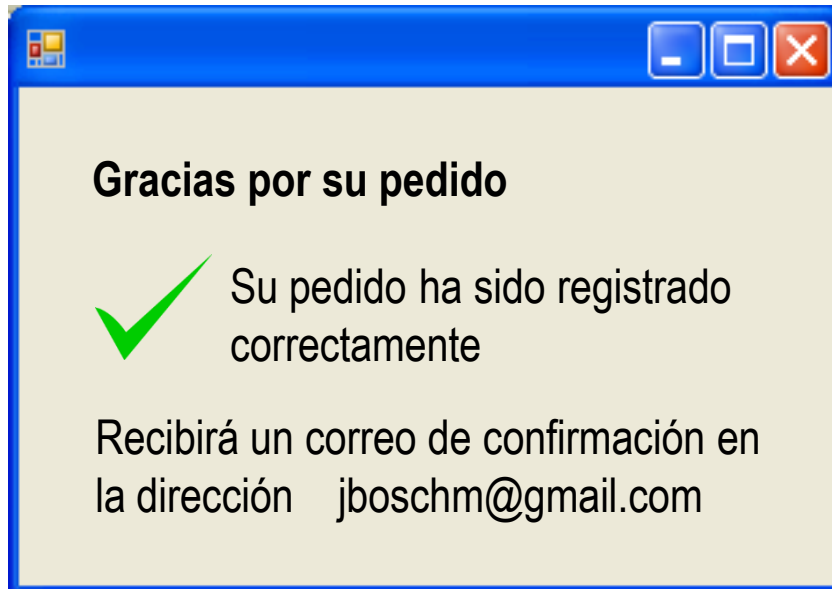 Gracias por su pedido
Su pedido ha sido registrado
correctamente
Recibirá un correo de confirmación en
la dirección jboschm@gmail.com